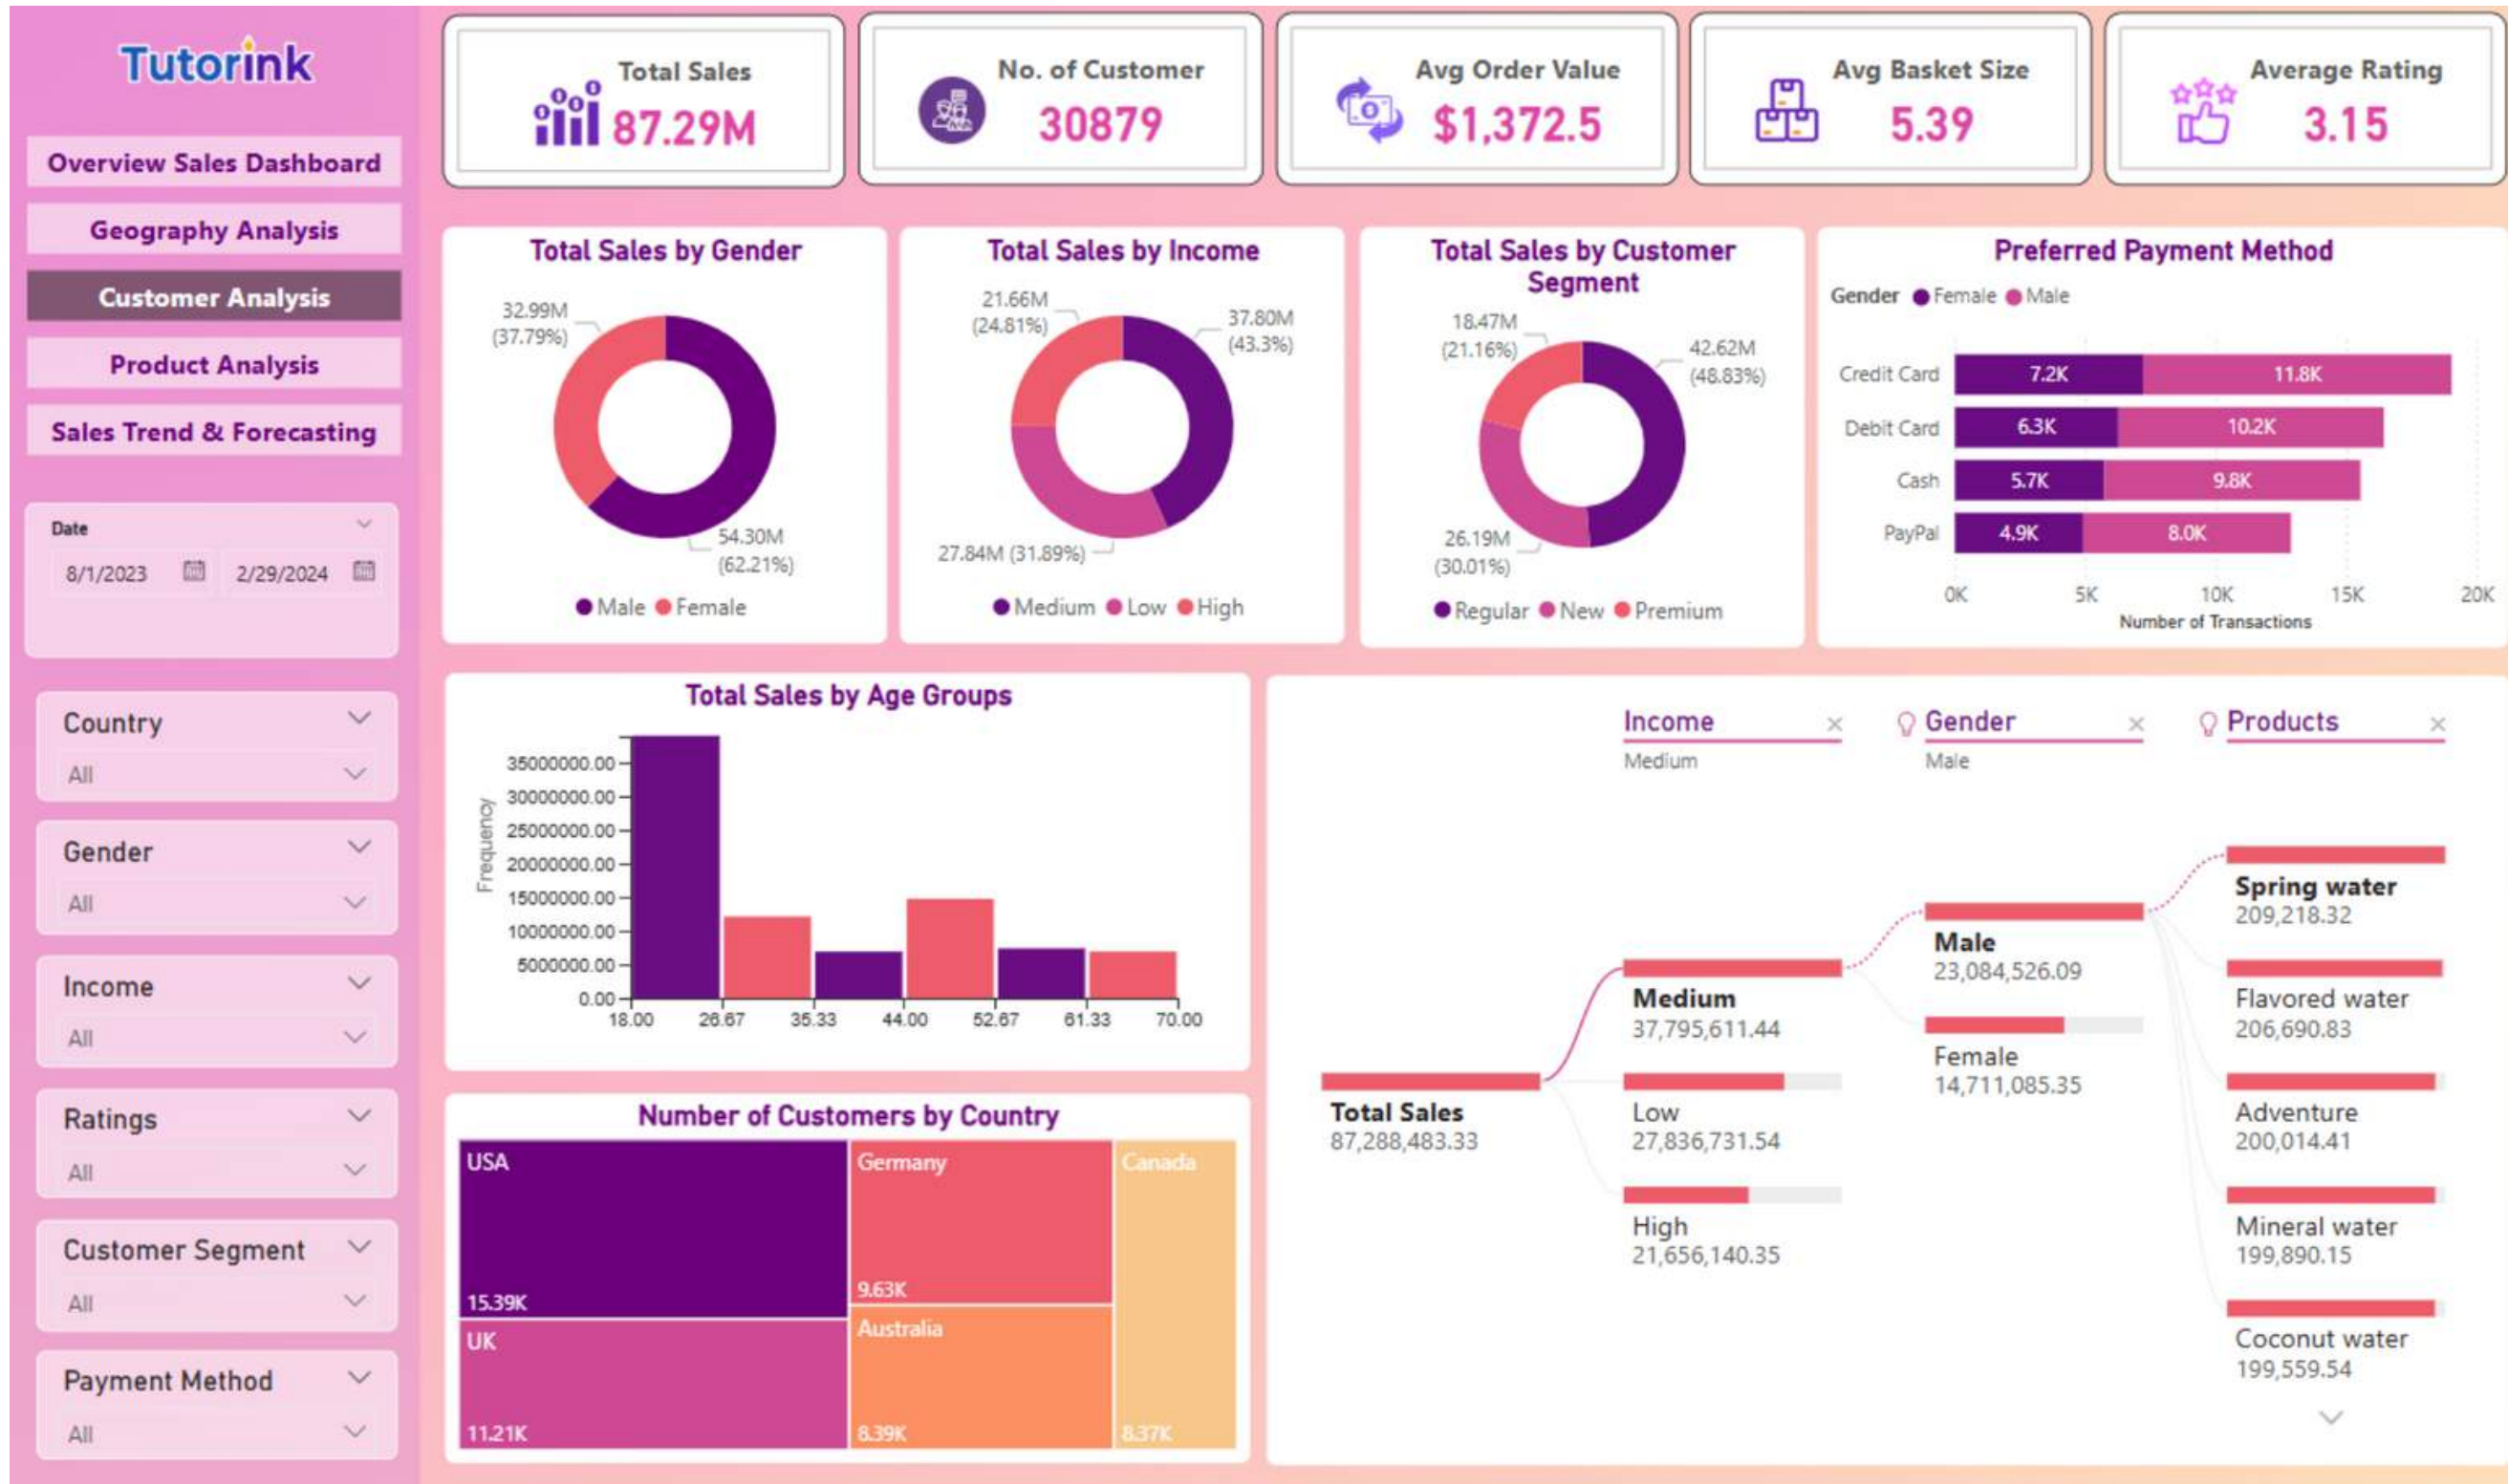 Tutorink
Overview Sales Dashboard
Geography Analysis
Customer Analysis
Product Analysis
Sales Trend & Forecasting
Date
8/1/2023 2/29/2024
Country
All
Gender
All
Income
All
Ratings
All
Customer Segment
All
Payment Method
All
Total Sales
87.29M
No. of Customer
30879
Avg Order Value
$1,372.5
Avg Basket Size
5.39
Average Rating
3.15
Total Sales by Gender
32.99M
(37.79%)
54.30M
(62.21%)
Male Female
Total Sales by Income
21.66M
(24.81%)
37.80M
(43.3%)
27.84M (31.89%)
Medium Low High
Total Sales by Customer
Segment
18.47M
(21.16%)
42.62M
(48.83%)
26.19M
(30.01%)
Regular New Premium
Preferred Payment Method
Gender Female Male
Credit Card 7.2K 11.8K
Debit Card 6.3K 10.2K
Cash 5.7K 9.8K
PayPal 4.9K 8.0K
0K 5K 10K 15K 20K
Number of Transactions
Total Sales by Age Groups
Frequency
35000000.00
30000000.00
25000000.00
20000000.00
15000000.00
10000000.00
5000000.00
0.00
18.00 26.67 35.33 44.00 52.67 61.33 70.00
Number of Customers by Country
USA
15.39K
UK
11.21K
Germany
9.63K
Australia
8.39K
Canada
8.37K
Income
Medium
Gender
Male
Products
Total Sales
87,288,483.33
Medium
37,795,611.44
Low
27,836,731.54
High
21,656,140.35
Male
23,084,526.09
Female
14,711,085.35
Spring water
209,218.32
Flavored water
206,690.83
Adventure
200,014.41
Mineral water
199,890.15
Coconut water
199,559.54